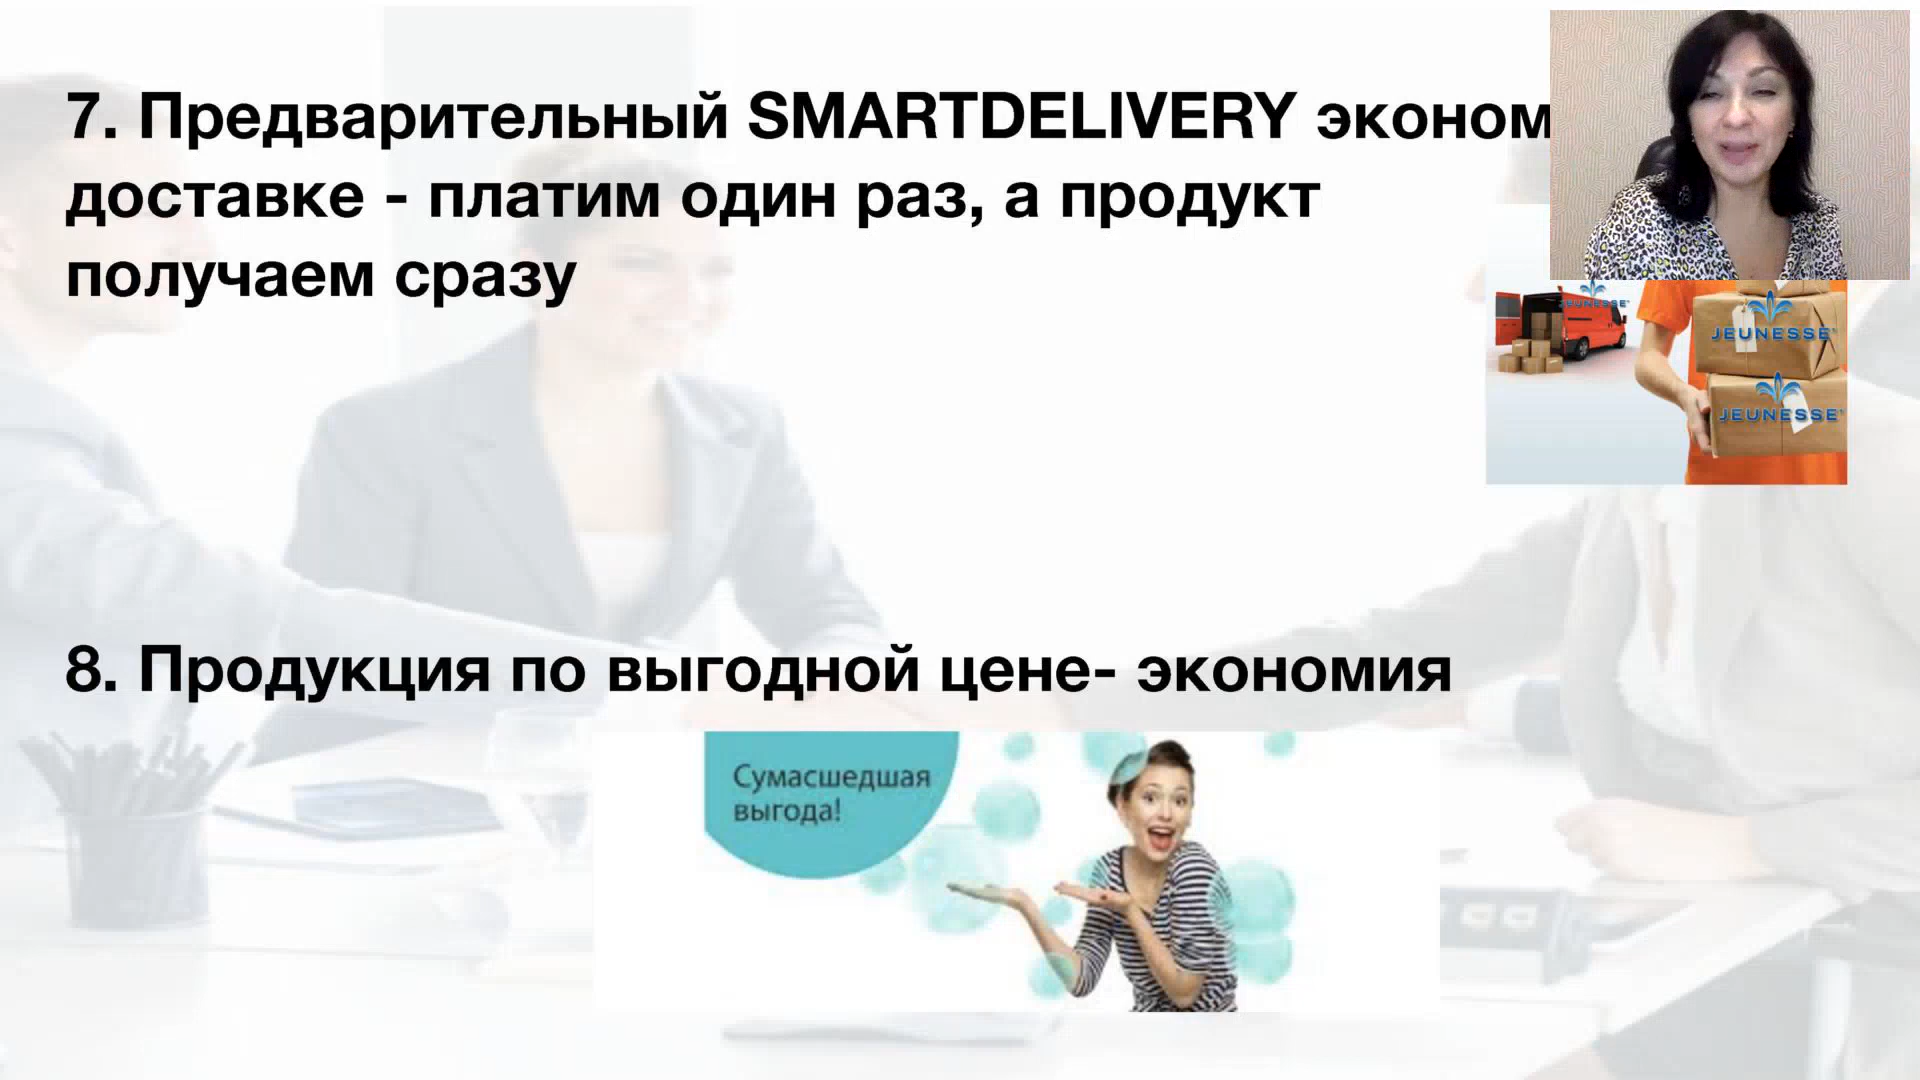 7. Предварительный SMARTDELIVERY эконом
доставке - платим один раз, а продукт
получаем сразу
JEUNESSE
JEUNESSE
JEUNESSE
8. Продукция по выгодной цене- экономия
Сумасшедшая
выгода!